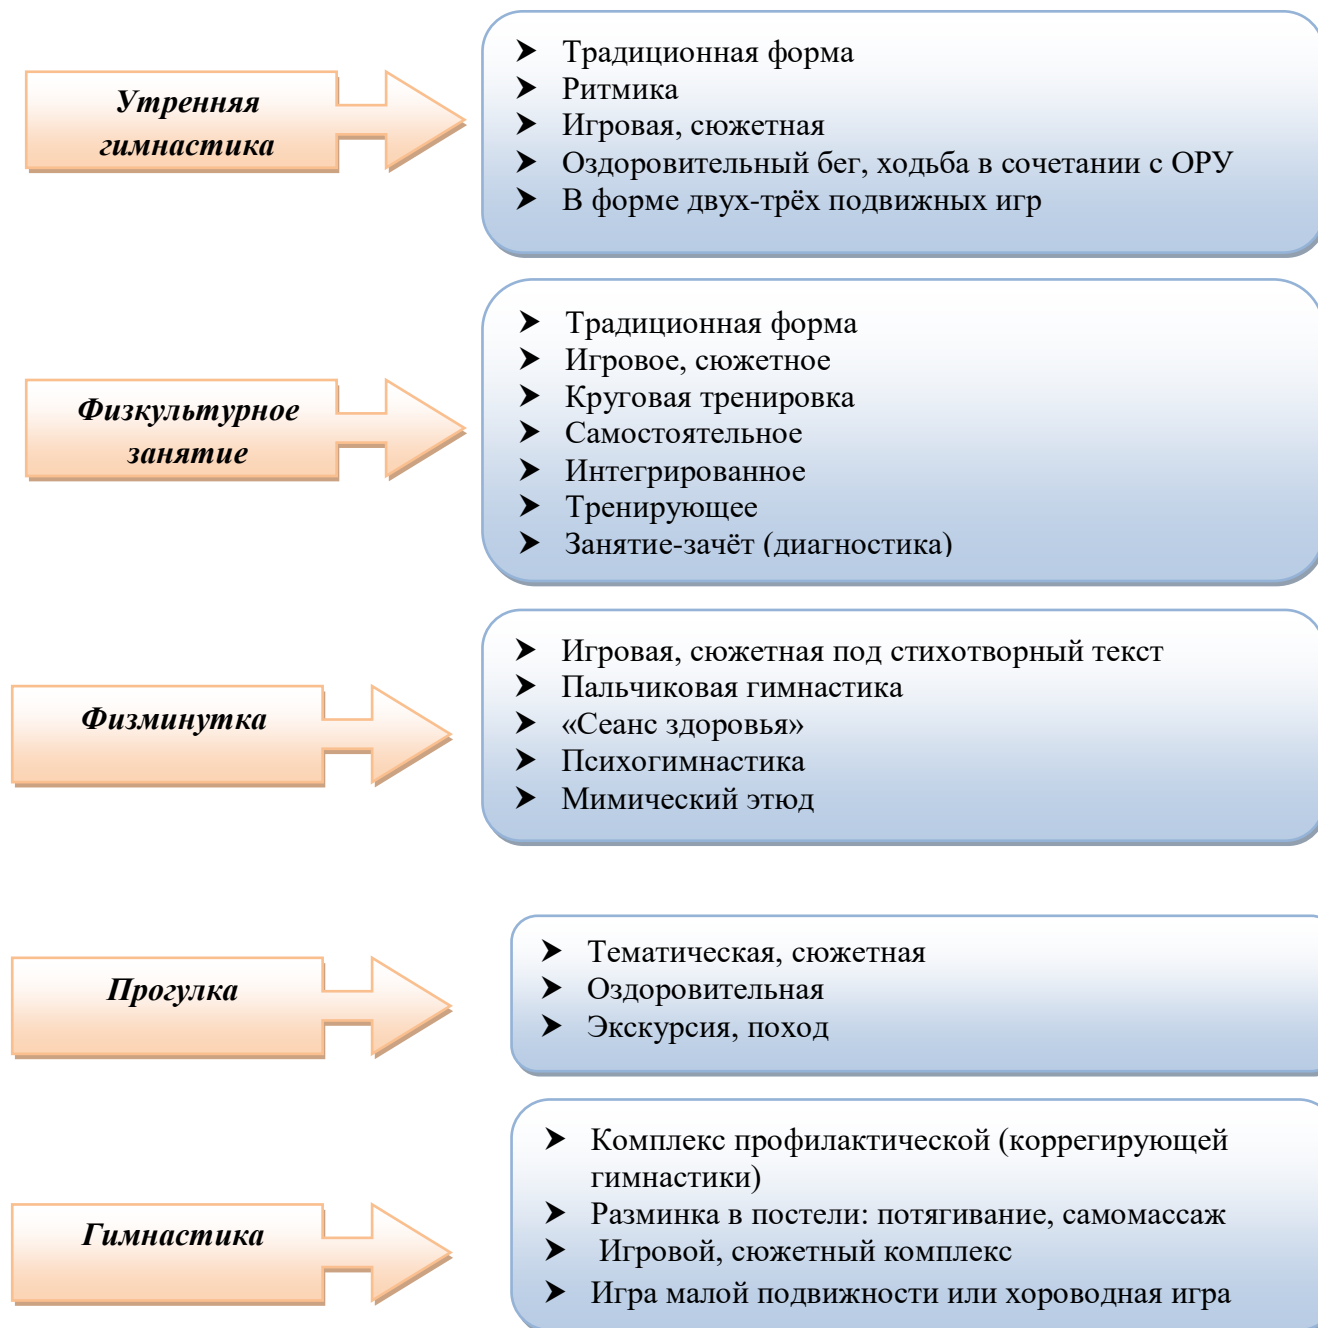 Утренняя
гимнастика
Традиционная форма
Ритмика
Игровая, сюжетная
Оздоровительный бег, ходьба в сочетании с ОРУ
В форме двух-трёх подвижных игр
Физкультурное
занятие
Традиционная форма
Игровое, сюжетное
Круговая тренировка
Самостоятельное
Интегрированное
Тренирующее
Занятие-зачёт (диагностика)
Физминутка
Игровая, сюжетная под стихотворный текст
Пальчиковая гимнастика
«Сеанс здоровья»
Психогимнастика
Мимический этюд
Прогулка
Тематическая, сюжетная
Оздоровительная
Экскурсия, поход
Гимнастика
Комплекс профилактической (коррегирующей
гимнастики)
Разминка в постели: потягивание, самомассаж
Игровой, сюжетный комплекс
Игра малой подвижности или хороводная игра